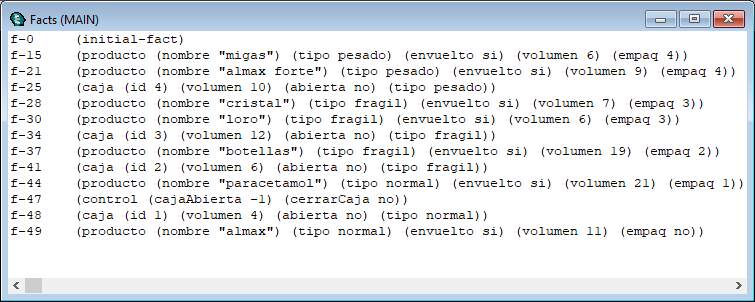 Facts (MAIN)
f-0 (initial-fact)
f-15 (producto (nombre "migas") (tipo pesado) (envuelto si) (volumen 6) (empaq 4))
f-21 (producto (nombre "almax forte") (tipo pesado) (envuelto si) (volumen 9) (empaq 4))
f-25 (caja (id 4) (volumen 10) (abierta no) (tipo pesado))
f-28 (producto (nombre "cristal") (tipo fragil) (envuelto si) (volumen 7) (empaq 3))
f-30 (producto (nombre "loro") (tipo fragil) (envuelto si) (volumen 6) (empaq 3))
f-34 (caja (id 3) (volumen 12) (abierta no) (tipo fragil))
f-37 (producto (nombre "botellas") (tipo fragil) (envuelto si) (volumen 19) (empaq 2))
f-41 (caja (id 2) (volumen 6) (abierta no) (tipo fragil))
f-44 (producto (nombre "paracetamol") (tipo normal) (envuelto si) (volumen 21) (empaq 1))
f-47 (control (cajaAbierta -1) (cerrarCaja no))
f-48 (caja (id 1) (volumen 4) (abierta no) (tipo normal))
f-49 (producto (nombre "almax") (tipo normal) (envuelto si) (volumen 11) (empaq no))